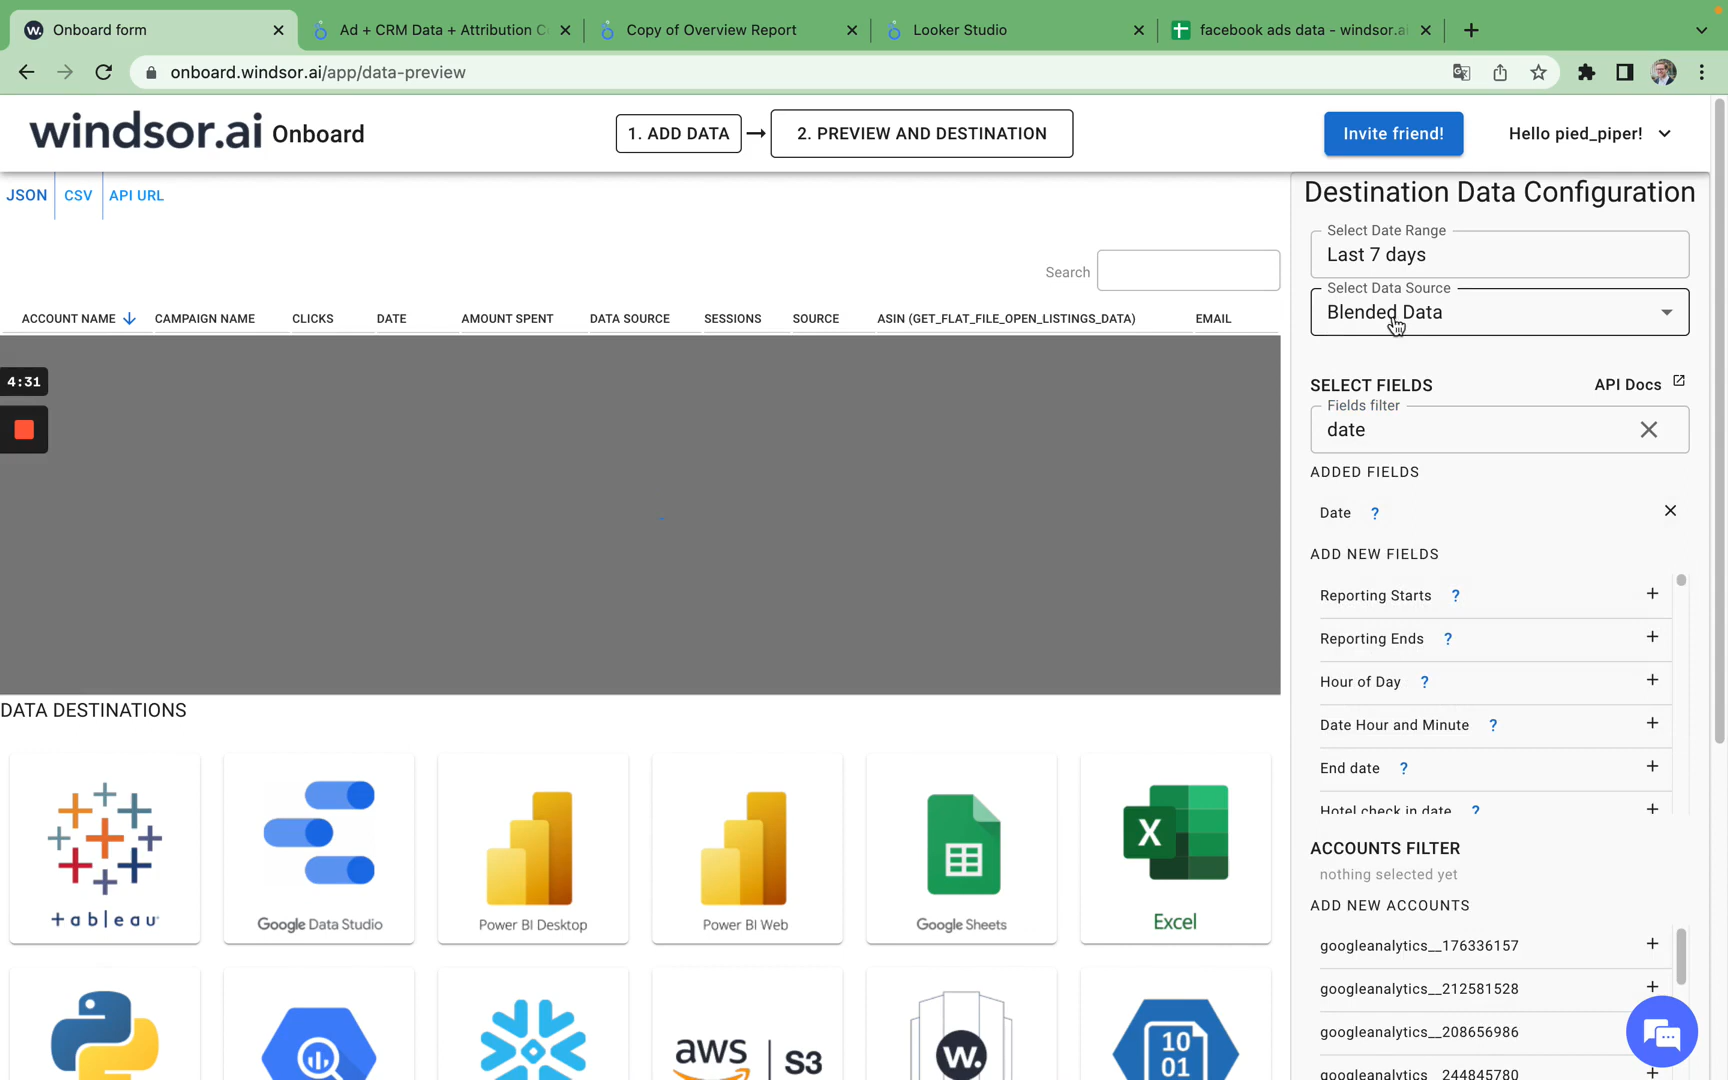 Onboard form
Ad + CRM Data + Attribution C
Copy of Overview Report
Looker Studio
facebook ads data - windsor.ai
onboard.windsor.ai/app/data-preview
windsor.ai Onboard
1. ADD DATA
2. PREVIEW AND DESTINATION
Invite friend!
Hello pied_piper!
JSON
CSV
API URL
Destination Data Configuration
Select Date Range
Last 7 days
Search
Select Data Source
Blended Data
ACCOUNT NAME
CAMPAIGN NAME
CLICKS
DATE
AMOUNT SPENT
DATA SOURCE
SESSIONS
SOURCE
ASIN (GET_FLAT_FILE_OPEN_LISTINGS_DATA)
EMAIL
4:31
SELECT FIELDS
API Docs
Fields filter
date
ADDED FIELDS
Date ?
ADD NEW FIELDS
Reporting Starts ?
Reporting Ends ?
Hour of Day ?
Date Hour and Minute ?
End date ?
Hotel check in date ?
ACCOUNTS FILTER
nothing selected yet
ADD NEW ACCOUNTS
googleanalytics__176336157
googleanalytics__212581528
googleanalytics__208656986
googleanalytics__244845780
DATA DESTINATIONS
+ableau
Google Data Studio
Power BI Desktop
Power BI Web
Google Sheets
X
Excel
aws
S3
w.
10
01